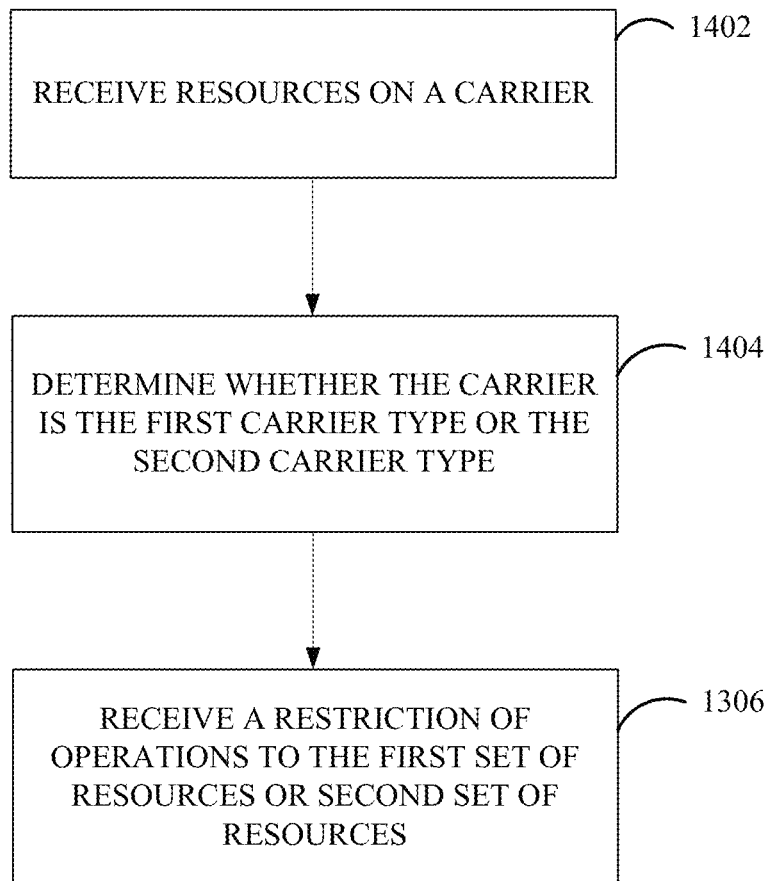 1402
RECEIVE RESOURCES ON A CARRIER
1404
DETERMINE WHETHER THE CARRIER
IS THE FIRST CARRIER TYPE OR THE
SECOND CARRIER TYPE
1306
RECEIVE A RESTRICTION OF
OPERATIONS TO THE FIRST SET OF
RESOURCES OR SECOND SET OF
RESOURCES